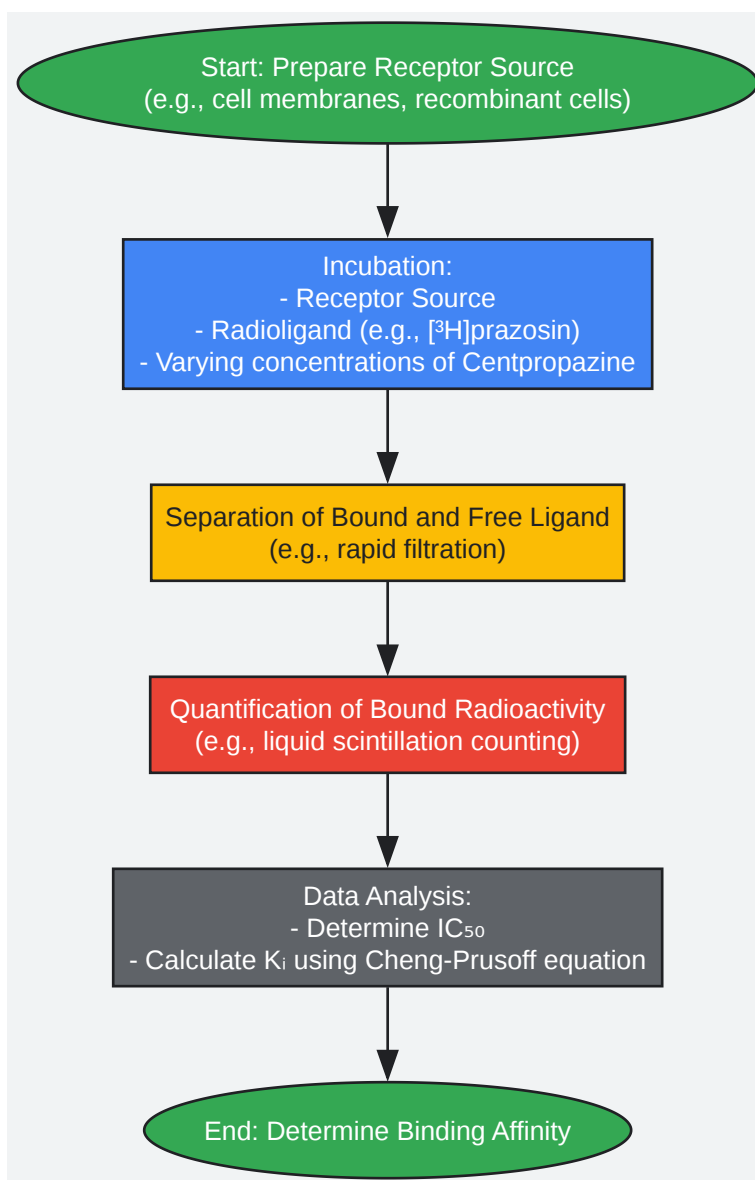 Start: Prepare Receptor Source
(e.g., cell membranes, recombinant cells)
Incubation:
- Receptor Source
- Radioligand (e.g., [³H]prazosin)
- Varying concentrations of Centpropazine
Separation of Bound and Free Ligand
(e.g., rapid filtration)
Quantification of Bound Radioactivity
(e.g., liquid scintillation counting)
Data Analysis:
- Determine IC₅₀
- Calculate Kᵢ using Cheng-Prusoff equation
End: Determine Binding Affinity